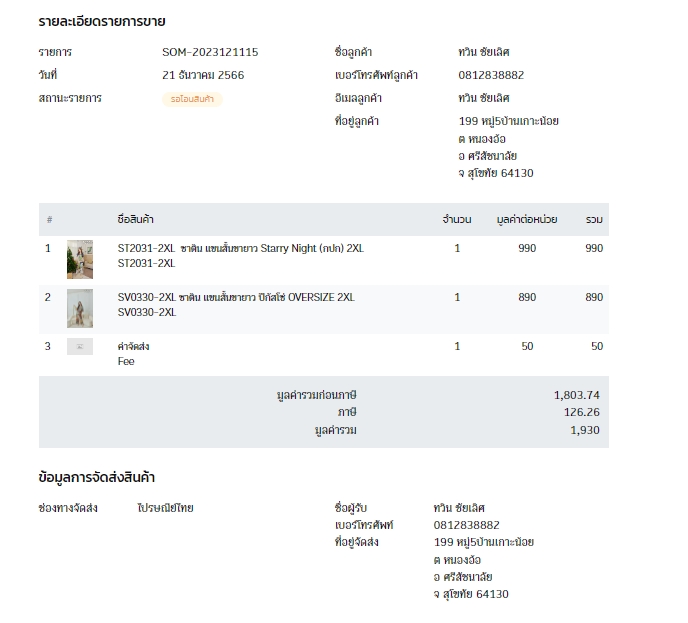 รายละเอียดรายการขาย
รายการ SOM-2023121115 ชื่อลูกค้า ทวิน ชัยเลิศ
วันที่ 21 ธันวาคม 2566 เบอร์โทรศัพท์ลูกค้า 0812838882
สถานะรายการ รอโอนสินค้า อีเมลลูกค้า ทวิน ชัยเลิศ
ที่อยู่ลูกค้า 199 หมู่5บ้านเกาะน้อย
ต หนองอ้อ
อ ศรีสัชนาลัย
จ สุโขทัย 64130
# ชื่อสินค้า จำนวน มูลค่าต่อหน่วย รวม
1 ST2031-2XL ซาติน แขนสั้นขายาว Starry Night (กปก) 2XL 1 990 990
ST2031-2XL
2 SV0330-2XL ซาติน แขนสั้นขายาว ปิกัสโซ่ OVERSIZE 2XL 1 890 890
SV0330-2XL
3 ค่าจัดส่ง 1 50 50
Fee
มูลค่ารวมก่อนภาษี 1,803.74
ภาษี 126.26
มูลค่ารวม 1,930
ข้อมูลการจัดส่งสินค้า
ช่องทางจัดส่ง ไปรษณีย์ไทย ชื่อผู้รับ ทวิน ชัยเลิศ
เบอร์โทรศัพท์ 0812838882
ที่อยู่จัดส่ง 199 หมู่5บ้านเกาะน้อย
ต หนองอ้อ
อ ศรีสัชนาลัย
จ สุโขทัย 64130